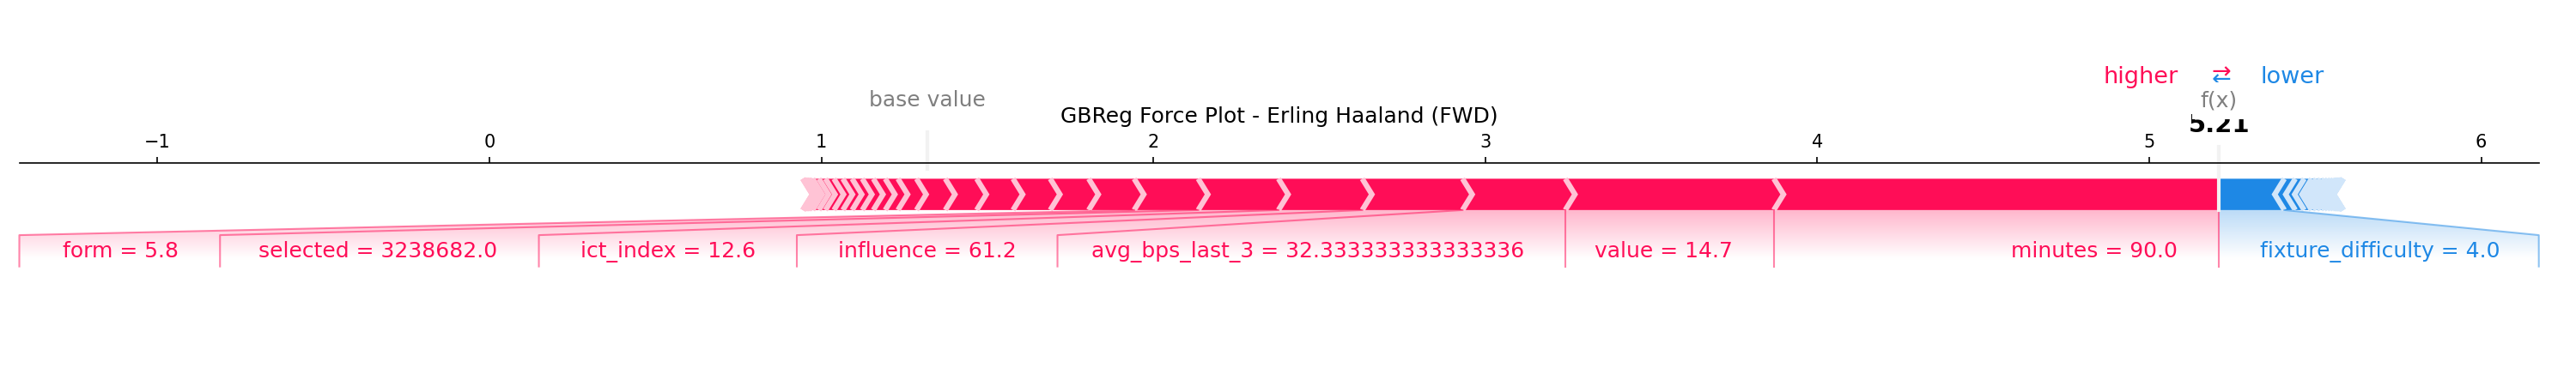 higher ⇄ lower
base value
f(x)
GBReg Force Plot - Erling Haaland (FWD)
5.21
−1 0 1 2 3 4 5 6
form = 5.8 selected = 3238682.0 ict_index = 12.6 influence = 61.2 avg_bps_last_3 = 32.333333333333336 value = 14.7 minutes = 90.0 fixture_difficulty = 4.0